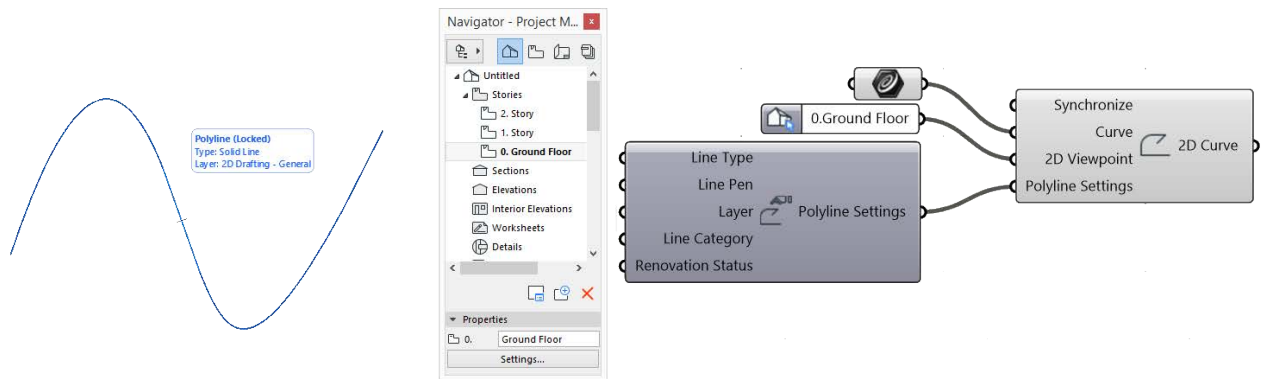 Polyline (Locked)
Type: Solid Line
Layer: 2D Drafting - General
Navigator - Project M...
Untitled
Stories
2. Story
1. Story
0. Ground Floor
Sections
Elevations
Interior Elevations
Worksheets
Details
Properties
0. Ground Floor
Settings...
0.Ground Floor
Line Type
Line Pen
Layer
Line Category
Renovation Status
Polyline Settings
Synchronize
Curve
2D Viewpoint
Polyline Settings
2D Curve